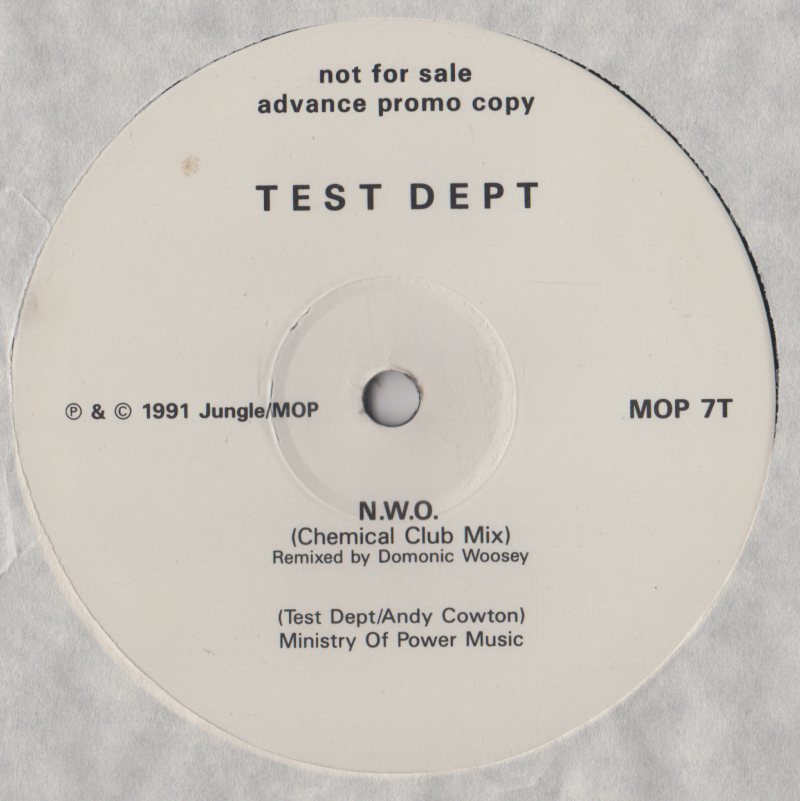 not for sale
advance promo copy
TEST DEPT
℗ & © 1991 Jungle/MOP
MOP 7T
N.W.O.
(Chemical Club Mix)
Remixed by Domonic Woosey
(Test Dept/Andy Cowton)
Ministry Of Power Music